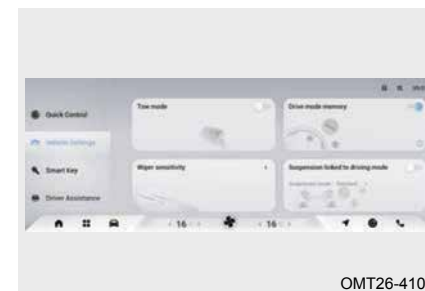 Quick Control
Tow mode
Drive mode memory
Vehicle Settings
Smart Key
Wiper sensitivity
Suspension linked to driving mode
Driver Assistance
16
16
OMT26-410